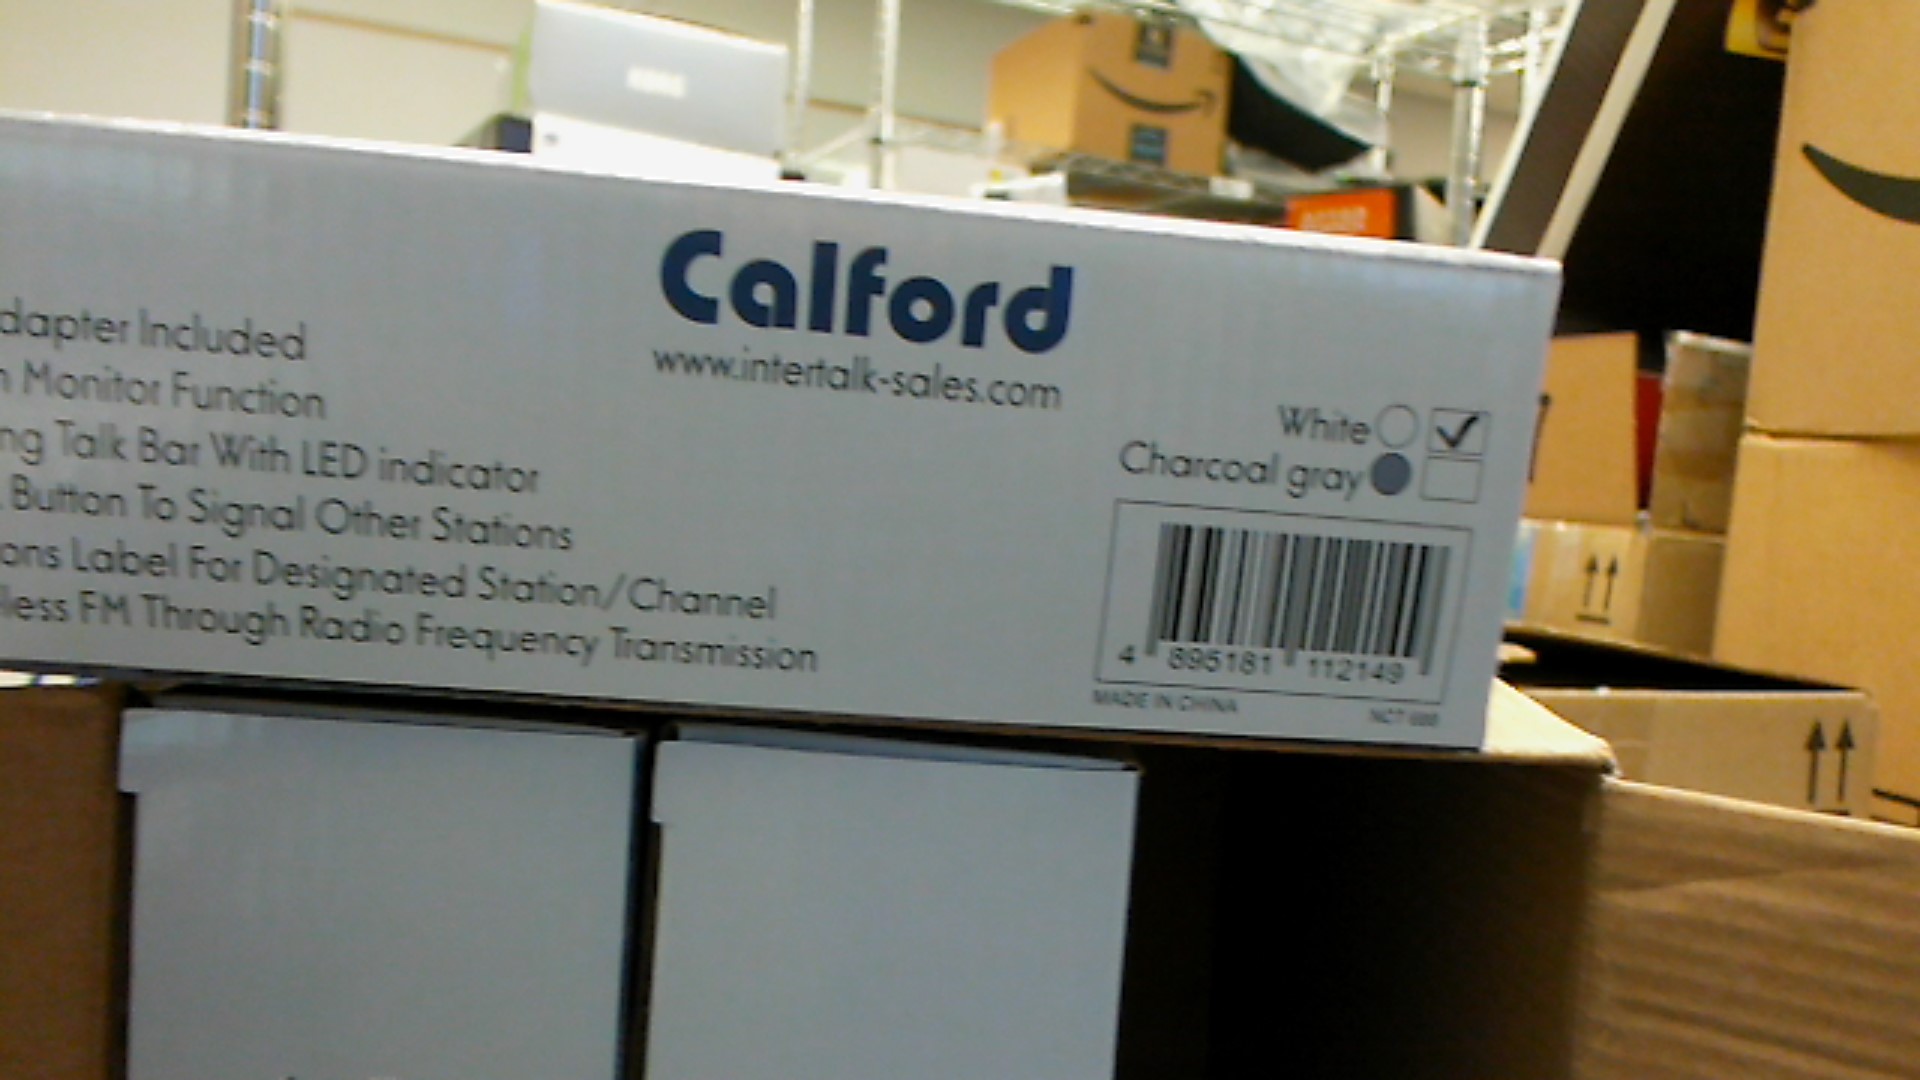 Calford
www.intertalk-sales.com
dapter Included
n Monitor Function
ng Talk Bar With LED indicator
Button To Signal Other Stations
ons Label For Designated Station/Channel
less FM Through Radio Frequency Transmission
White
Charcoal gray
4 895181 112149
MADE IN CHINA